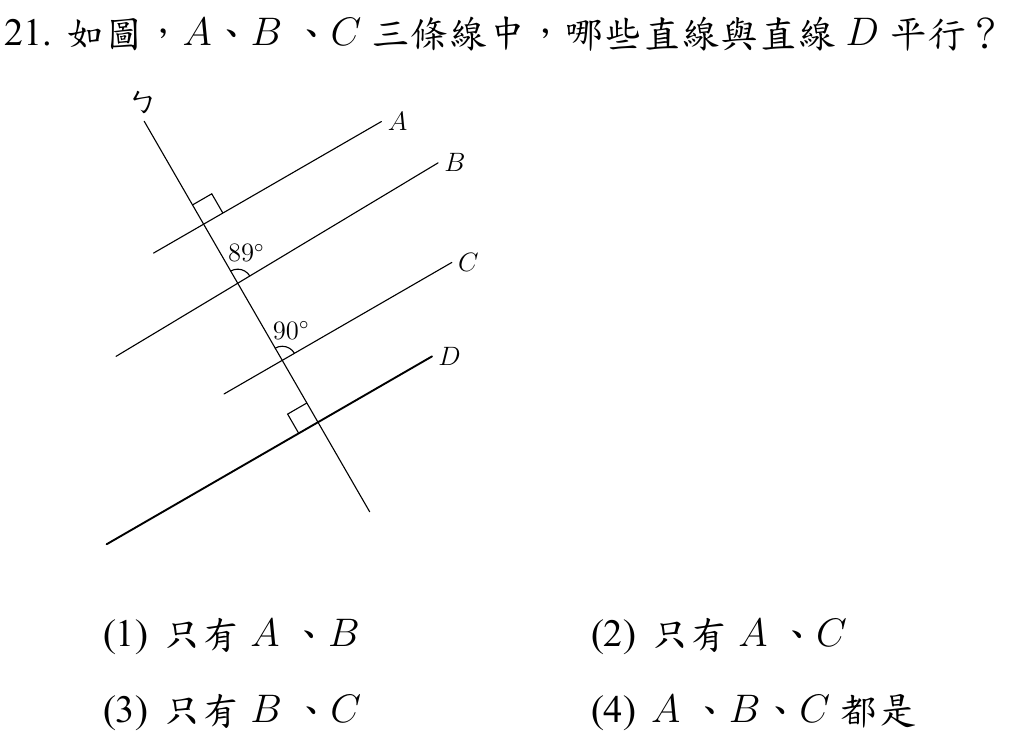 21. 如圖，A、B、C 三條線中，哪些直線與直線 D 平行？
ㄅ
A
B
89°
C
90°
D
(1) 只有 A、B
(2) 只有 A、C
(3) 只有 B、C
(4) A、B、C 都是